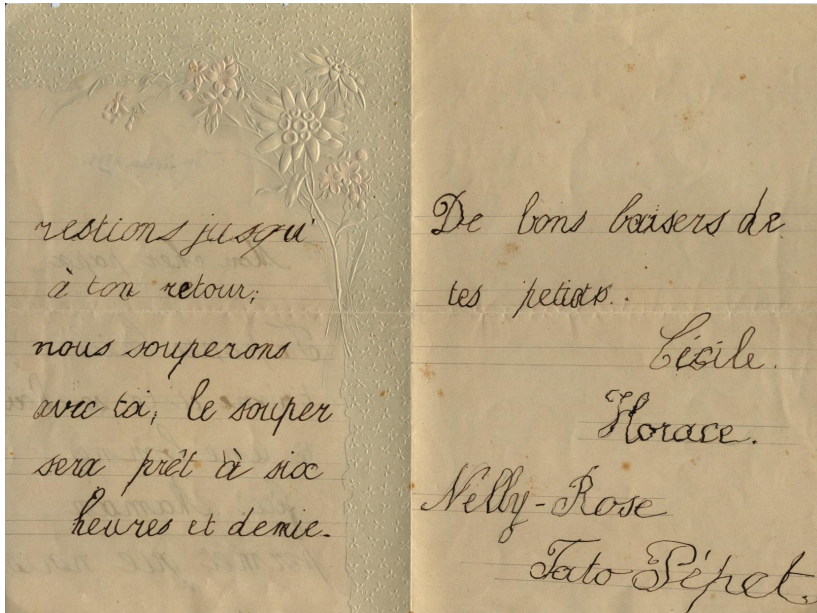 restions jusqu'
à ton retour;
nous souperons
avec toi, le souper
sera prêt à six
heures et demie.
De bons baisers de
tes petiots.
Cécile.
Horace.
Nelly-Rose
Tato Pépet.